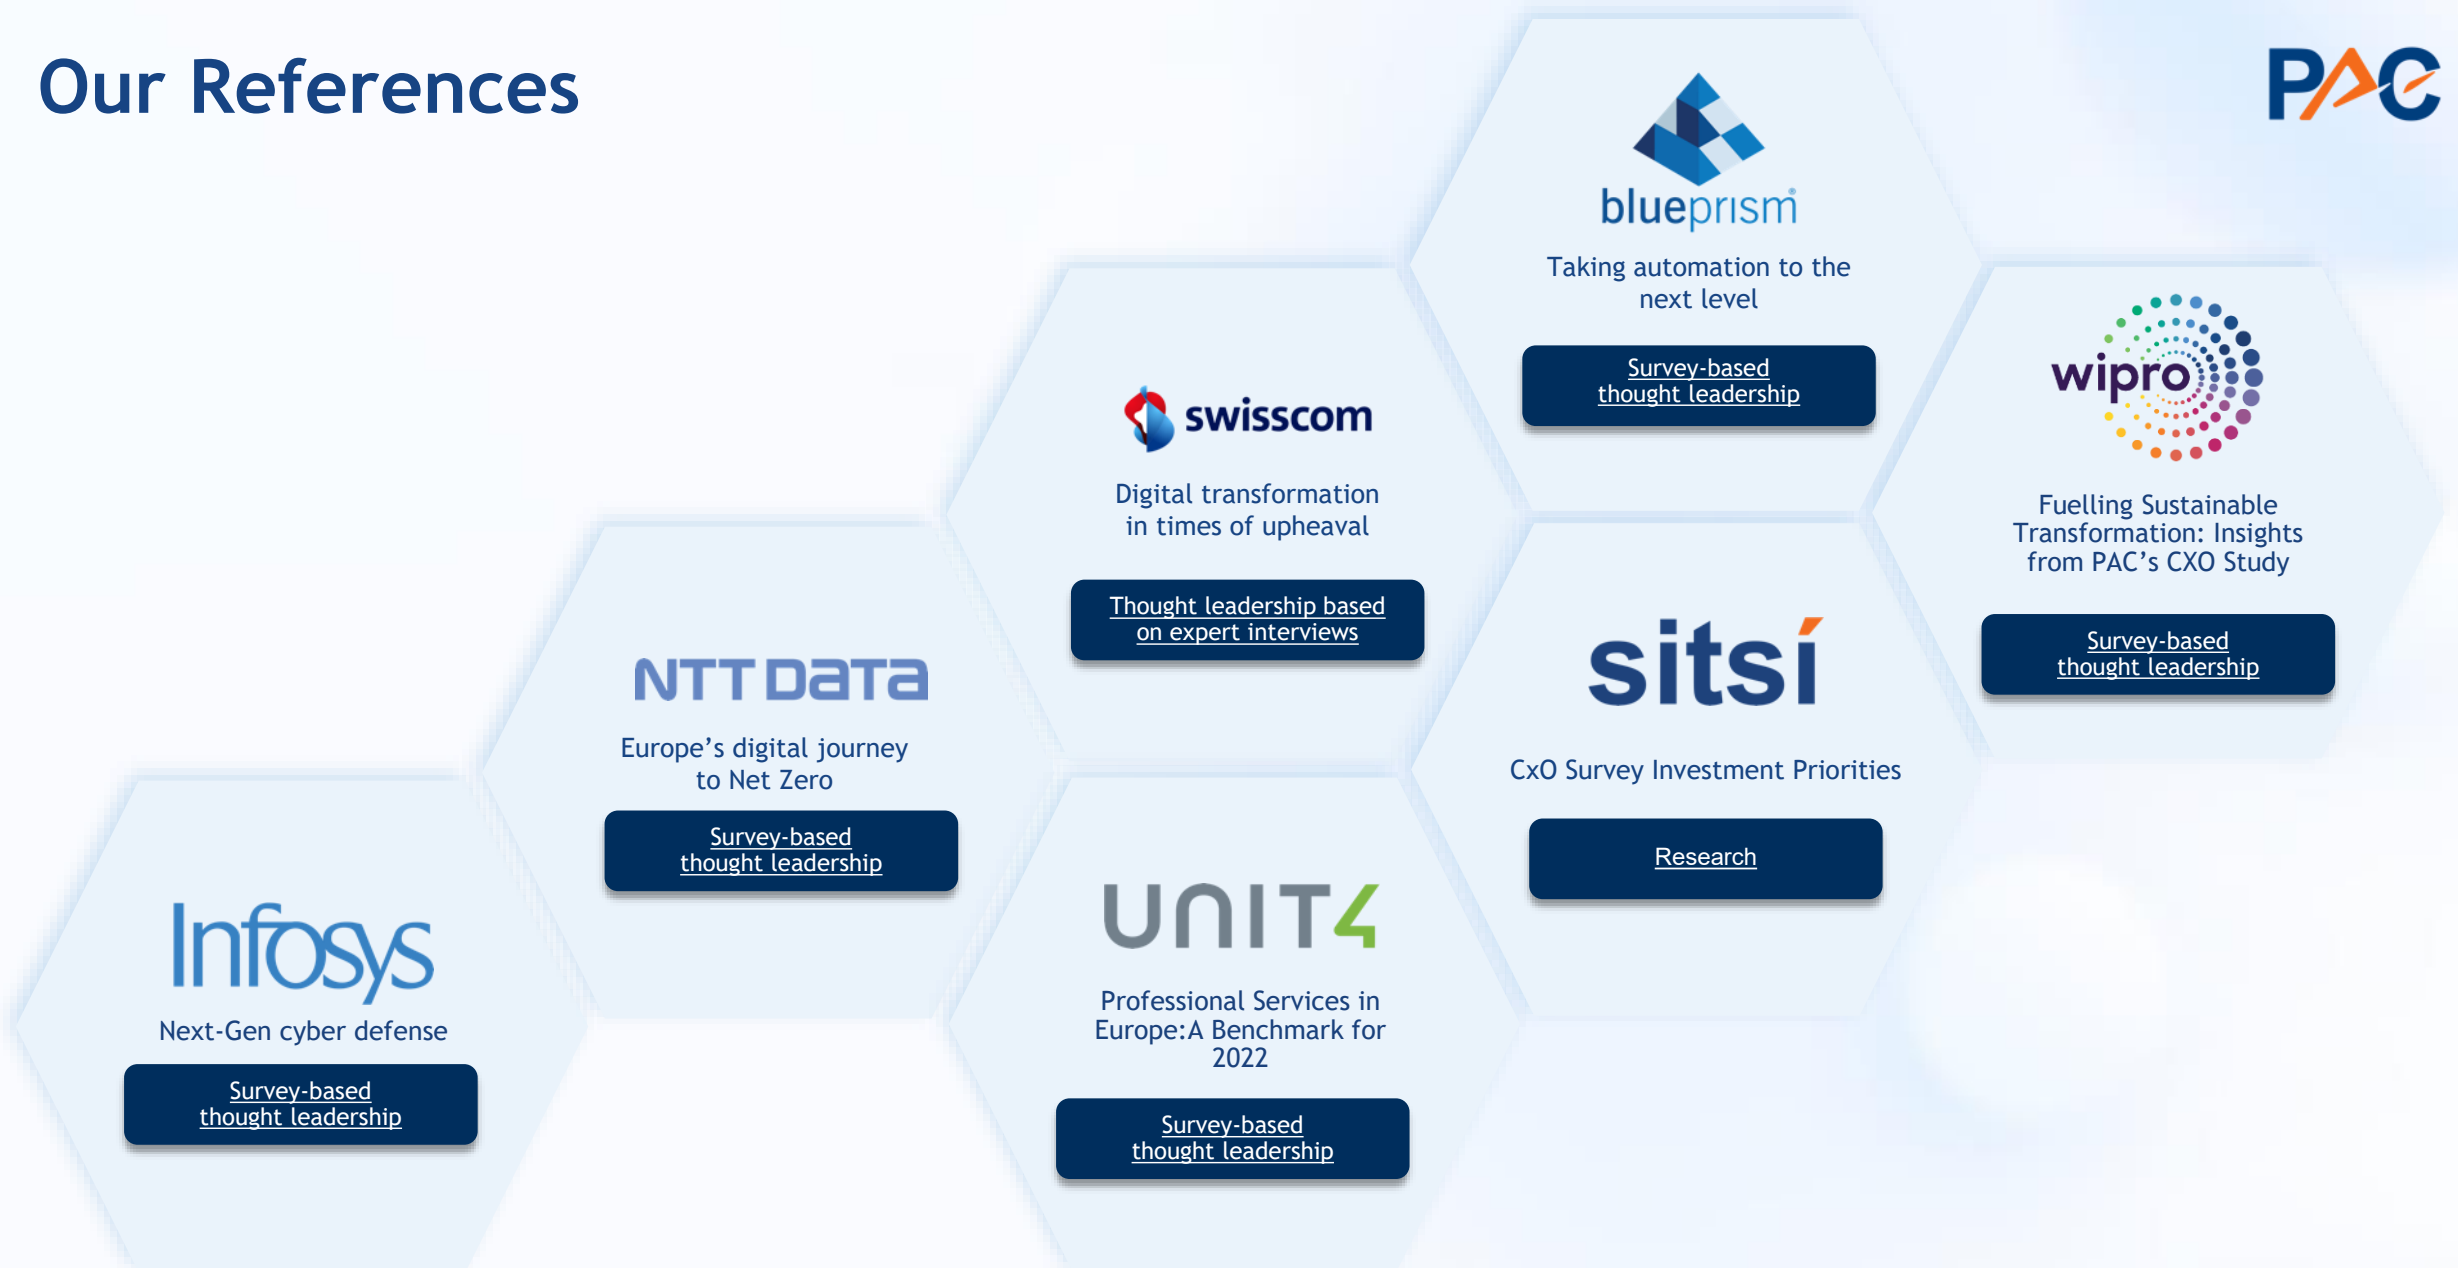 Our References
PAC
blueprism®
Taking automation to the
next level
Survey-based
thought leadership
wipro
Fuelling Sustainable
Transformation: Insights
from PAC’s CXO Study
Survey-based
thought leadership
swisscom
Digital transformation
in times of upheaval
Thought leadership based
on expert interviews
sitsí
CxO Survey Investment Priorities
Research
NTT DATA
Europe’s digital journey
to Net Zero
Survey-based
thought leadership
UNIT4
Professional Services in
Europe:A Benchmark for
2022
Survey-based
thought leadership
Infosys
Next-Gen cyber defense
Survey-based
thought leadership